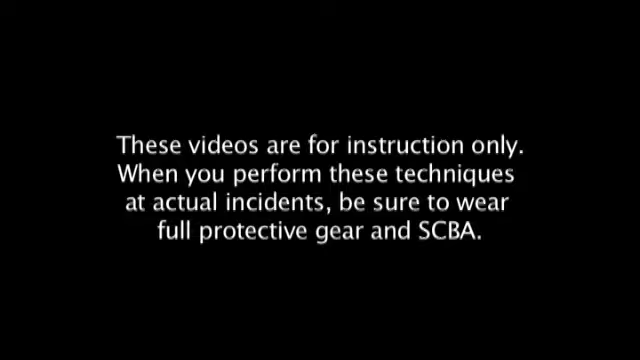 These videos are for instruction only.
When you perform these techniques
at actual incidents, be sure to wear
full protective gear and SCBA.